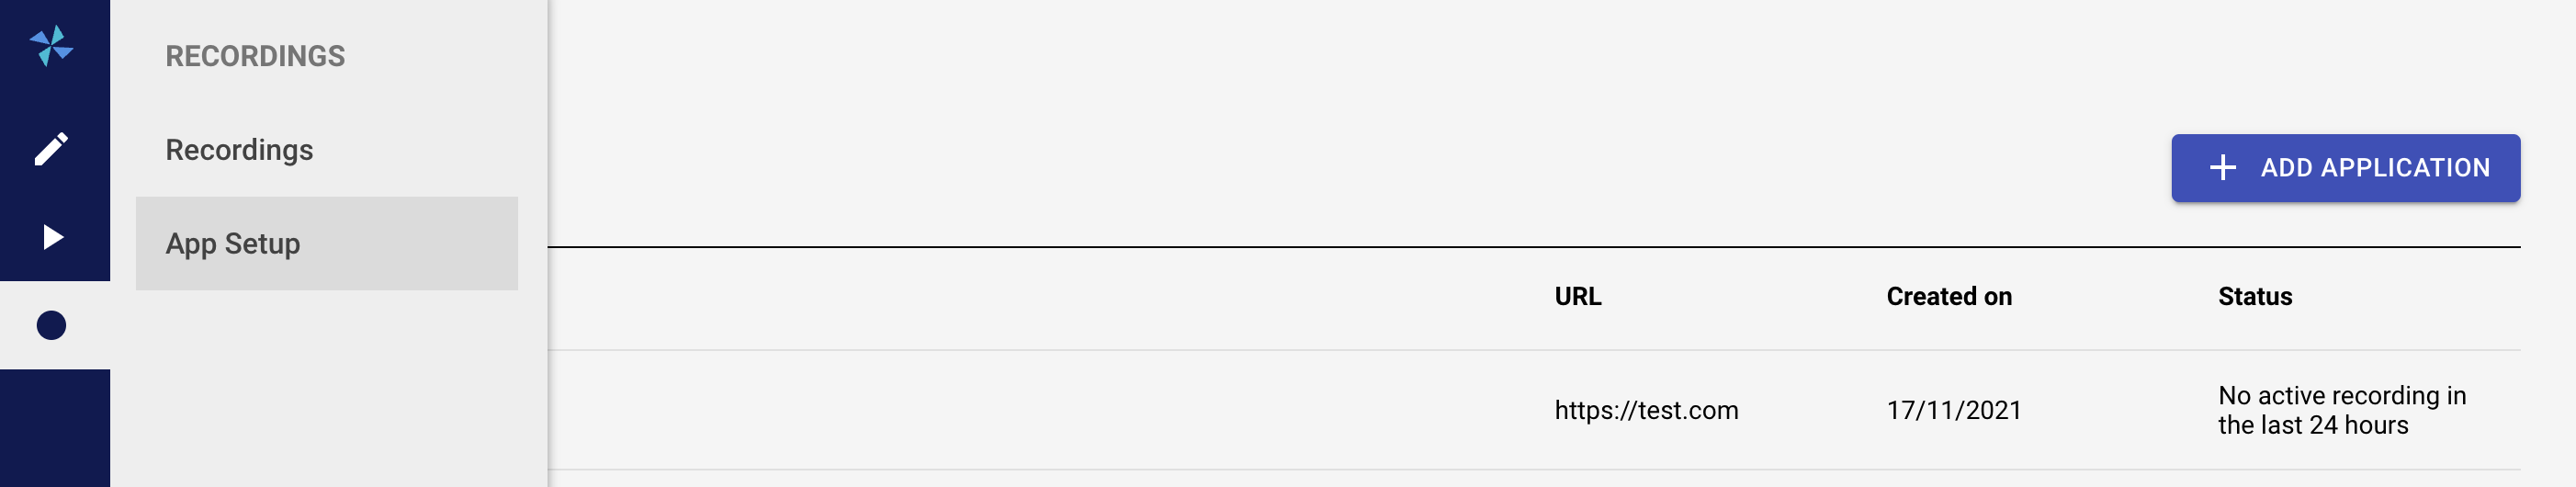 RECORDINGS
Recordings
App Setup
ADD APPLICATION
URL Created on Status
https://test.com 17/11/2021 No active recording in
the last 24 hours